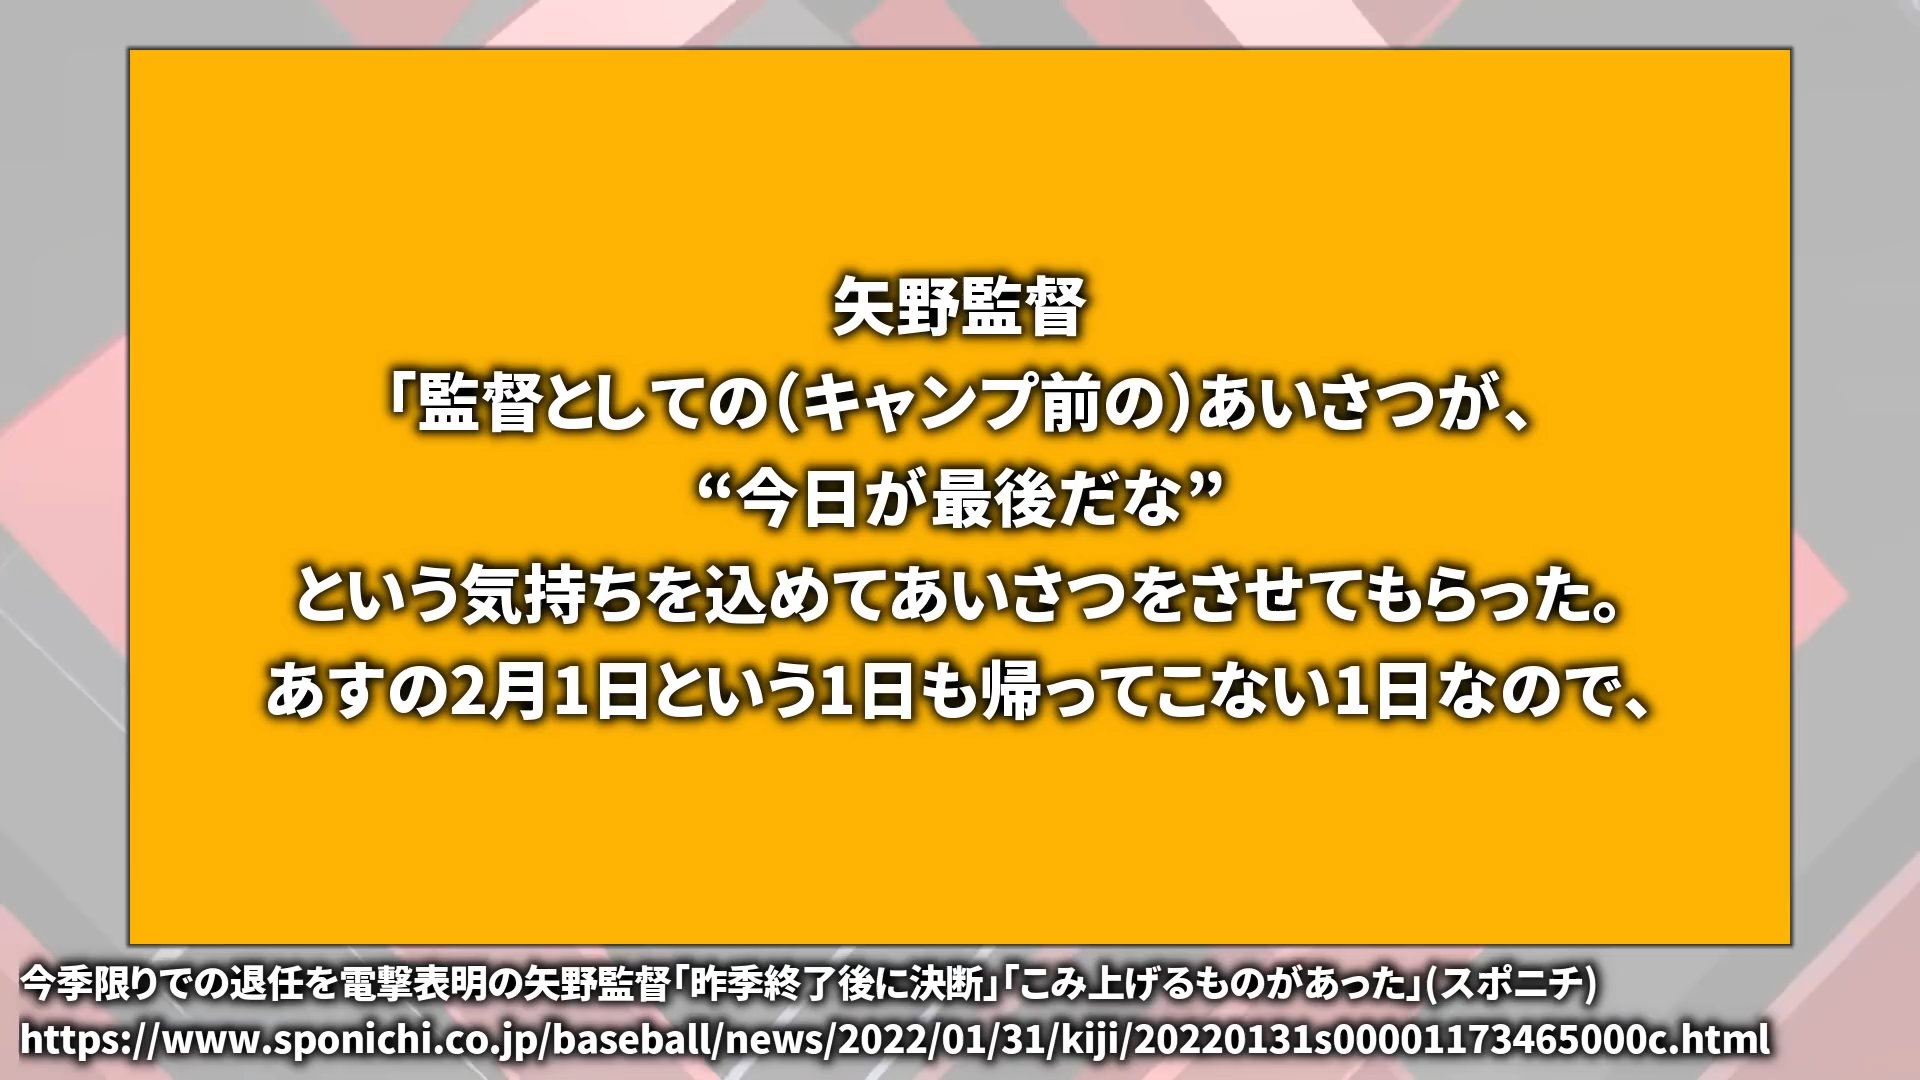 矢野監督
「監督としての（キャンプ前の）あいさつが、
“今日が最後だな”
という気持ちを込めてあいさつをさせてもらった。
あすの2月1日という1日も帰ってこない1日なので、
今季限りでの退任を電撃表明の矢野監督「昨季終了後に決断」「こみ上げるものがあった」(スポニチ)
https://www.sponichi.co.jp/baseball/news/2022/01/31/kiji/20220131s00001173465000c.html